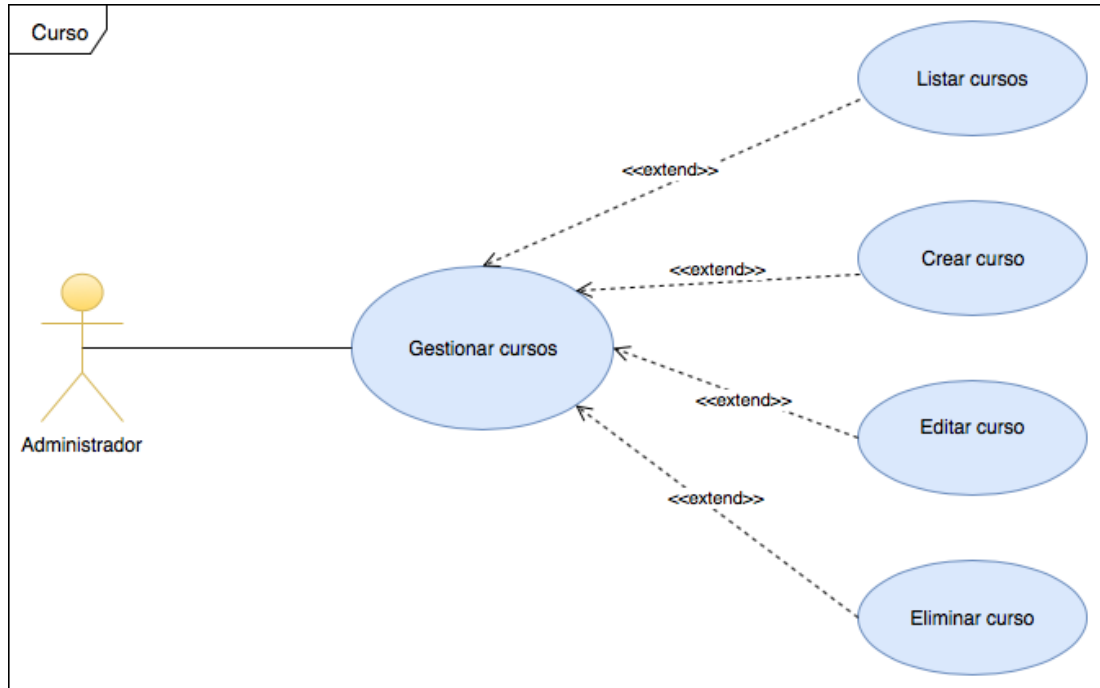 Curso
Listar cursos
<<extend>>
Crear curso
<<extend>>
Gestionar cursos
<<extend>>
Editar curso
Administrador
<<extend>>
Eliminar curso